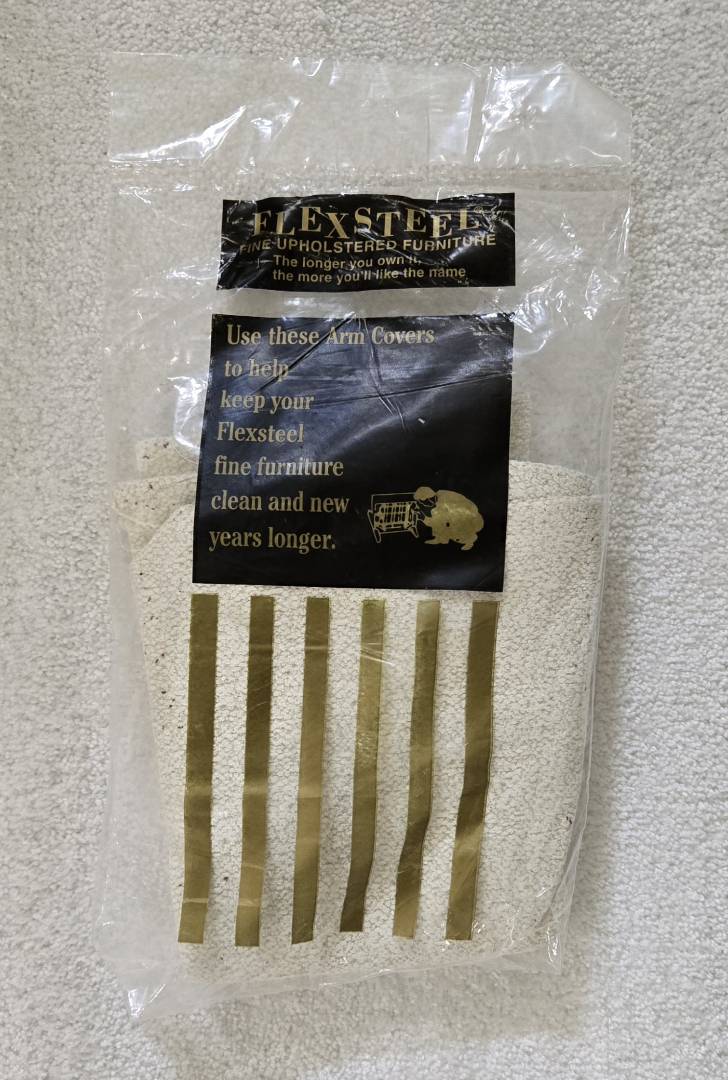 FLEXSTEEL
FINE UPHOLSTERED FURNITURE
The longer you own it,
the more you'll like the name
Use these Arm Covers
to help
keep your
Flexsteel
fine furniture
clean and new
years longer.